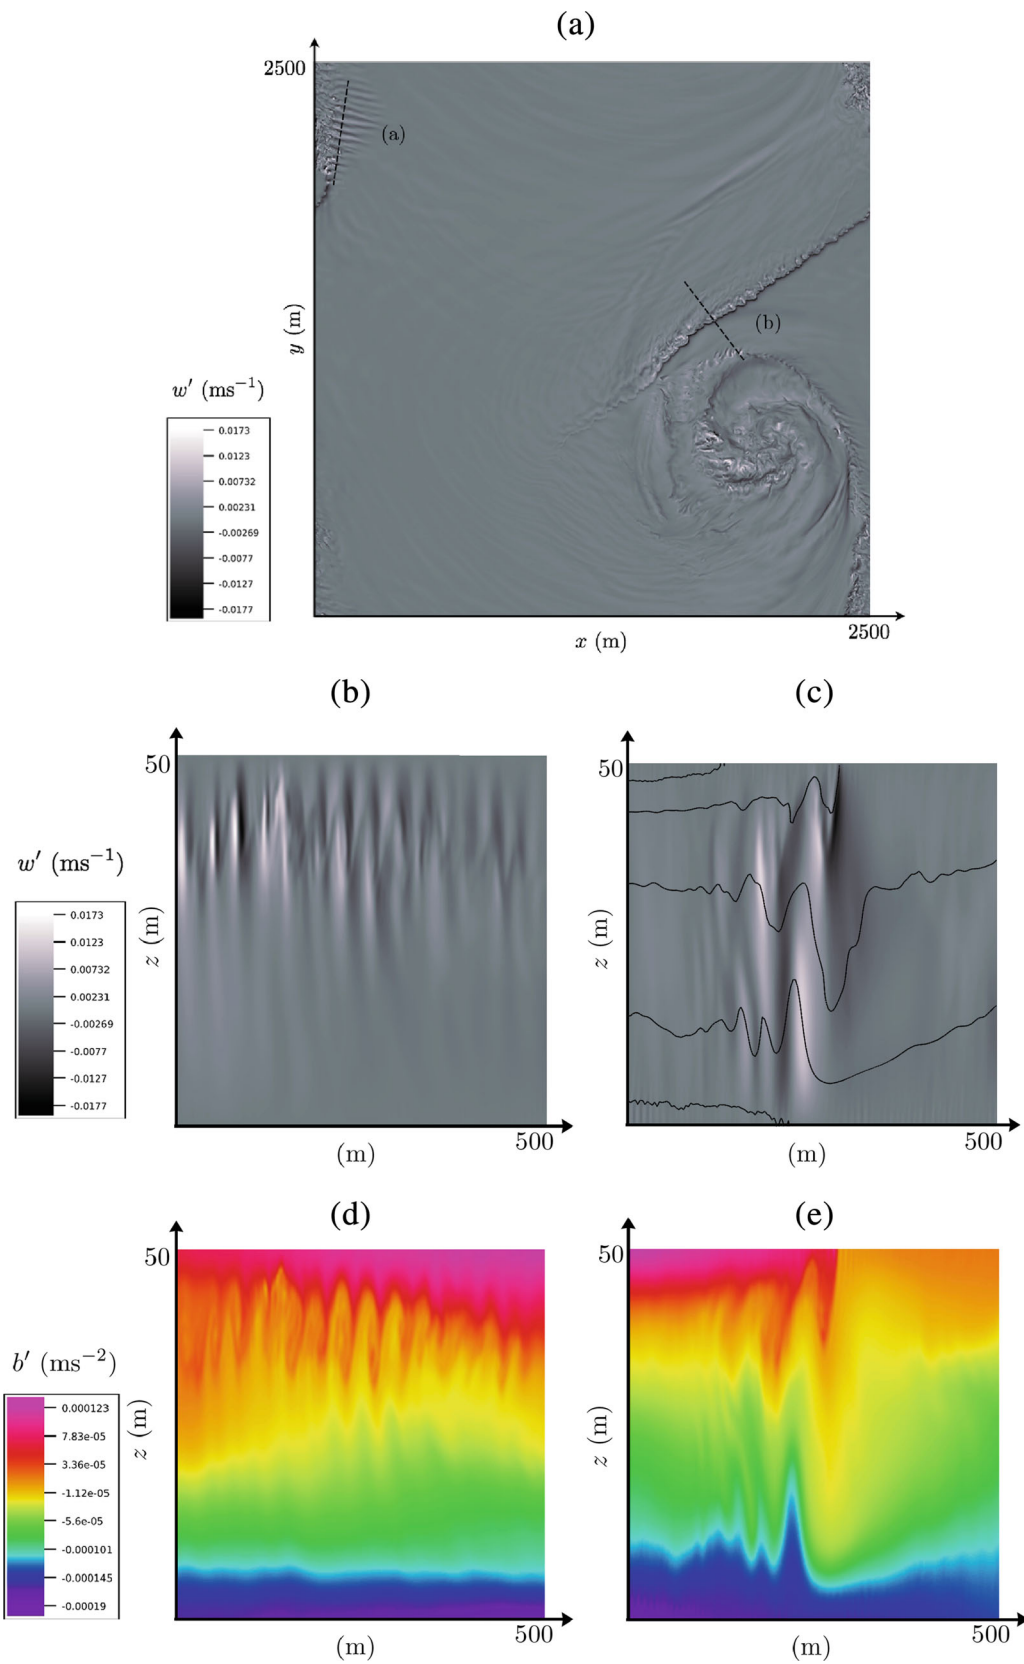 (a)
2500
(a)
(b)
y (m)
w′ (ms⁻¹)
0.0173
0.0123
0.00732
0.00231
-0.00269
-0.0077
-0.0127
-0.0177
x (m)
2500
(b)
(c)
50
50
w′ (ms⁻¹)
0.0173
0.0123
0.00732
0.00231
-0.00269
-0.0077
-0.0127
-0.0177
z (m)
z (m)
(m)
500
(m)
500
(d)
(e)
50
50
b′ (ms⁻²)
0.000123
7.83e-05
3.36e-05
-1.12e-05
-5.6e-05
-0.000101
-0.000145
-0.00019
z (m)
z (m)
(m)
500
(m)
500